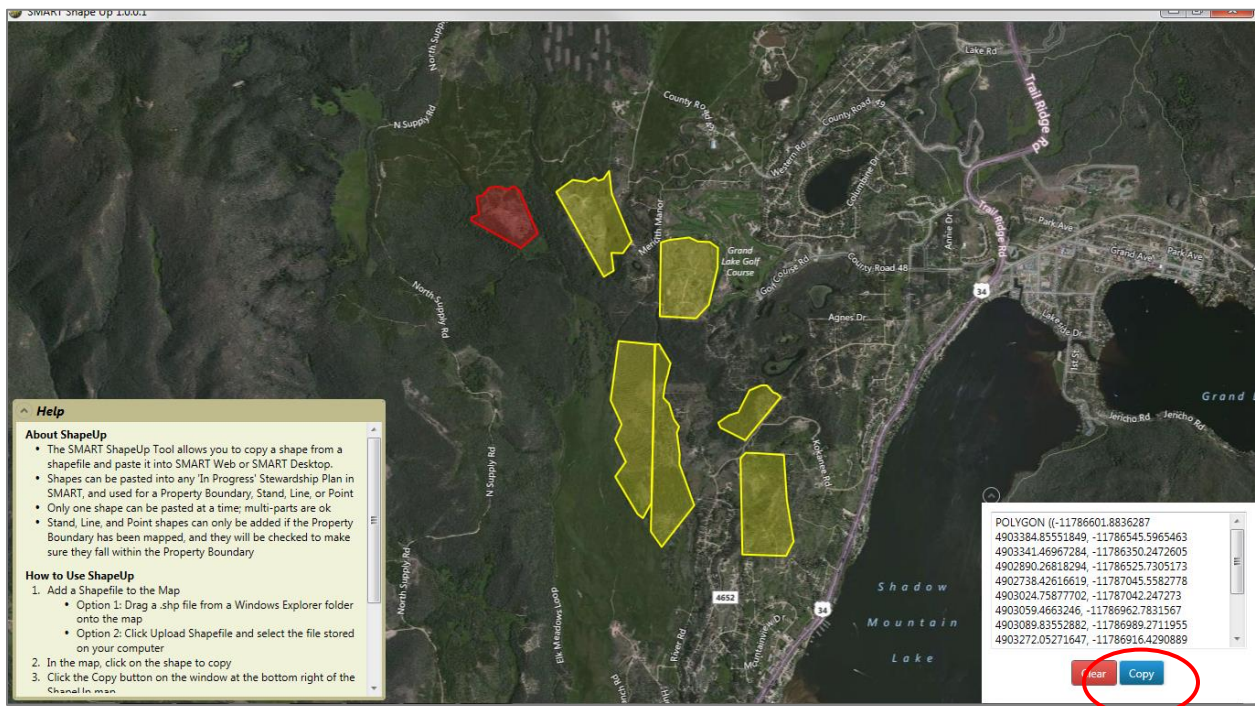 SMART Shape Up 1.0.0.1
North Supply
N Supply Rd
County Road 49
Lake Rd
Trail Ridge Rd
County Road 49
Western Rd
Columbine Dr
Annie Dr
Trail Ridge Rd
Park Ave
Grand Ave
Park Ave
Grand
Lake Golf
Course
Golf Course Rd
County Road 48
34
North Supply Rd
Agnes Dr
Lakeside Dr
1st St
Grand
Jericho Rd
Jericho Rd
Kokanee Rd
N Supply Rd
North Supply Rd
Elk Meadows Loop
River Rd
4652
Mountainview Dr
34
Shadow
Mountain
Lake
Help
About ShapeUp
• The SMART ShapeUp Tool allows you to copy a shape from a
shapefile and paste it into SMART Web or SMART Desktop.
• Shapes can be pasted into any 'In Progress' Stewardship Plan in
SMART, and used for a Property Boundary, Stand, Line, or Point
• Only one shape can be pasted at a time; multi-parts are ok
• Stand, Line, and Point shapes can only be added if the Property
Boundary has been mapped, and they will be checked to make
sure they fall within the Property Boundary
How to Use ShapeUp
1. Add a Shapefile to the Map
• Option 1: Drag a .shp file from a Windows Explorer folder
onto the map
• Option 2: Click Upload Shapefile and select the file stored
on your computer
2. In the map, click on the shape to copy
3. Click the Copy button on the window at the bottom right of the
ShapeUp map
POLYGON ((-11786601.8836287
4903384.85551849, -11786545.5965463
4903341.46967284, -11786350.2472605
4902890.26818294, -11786525.7305173
4902738.42616619, -11787045.5582778
4903024.75877702, -11787042.247273
4903059.4663246, -11786962.7831567
4903089.83552882, -11786989.2711955
4903272.05271647, -11786916.4290889
Clear
Copy